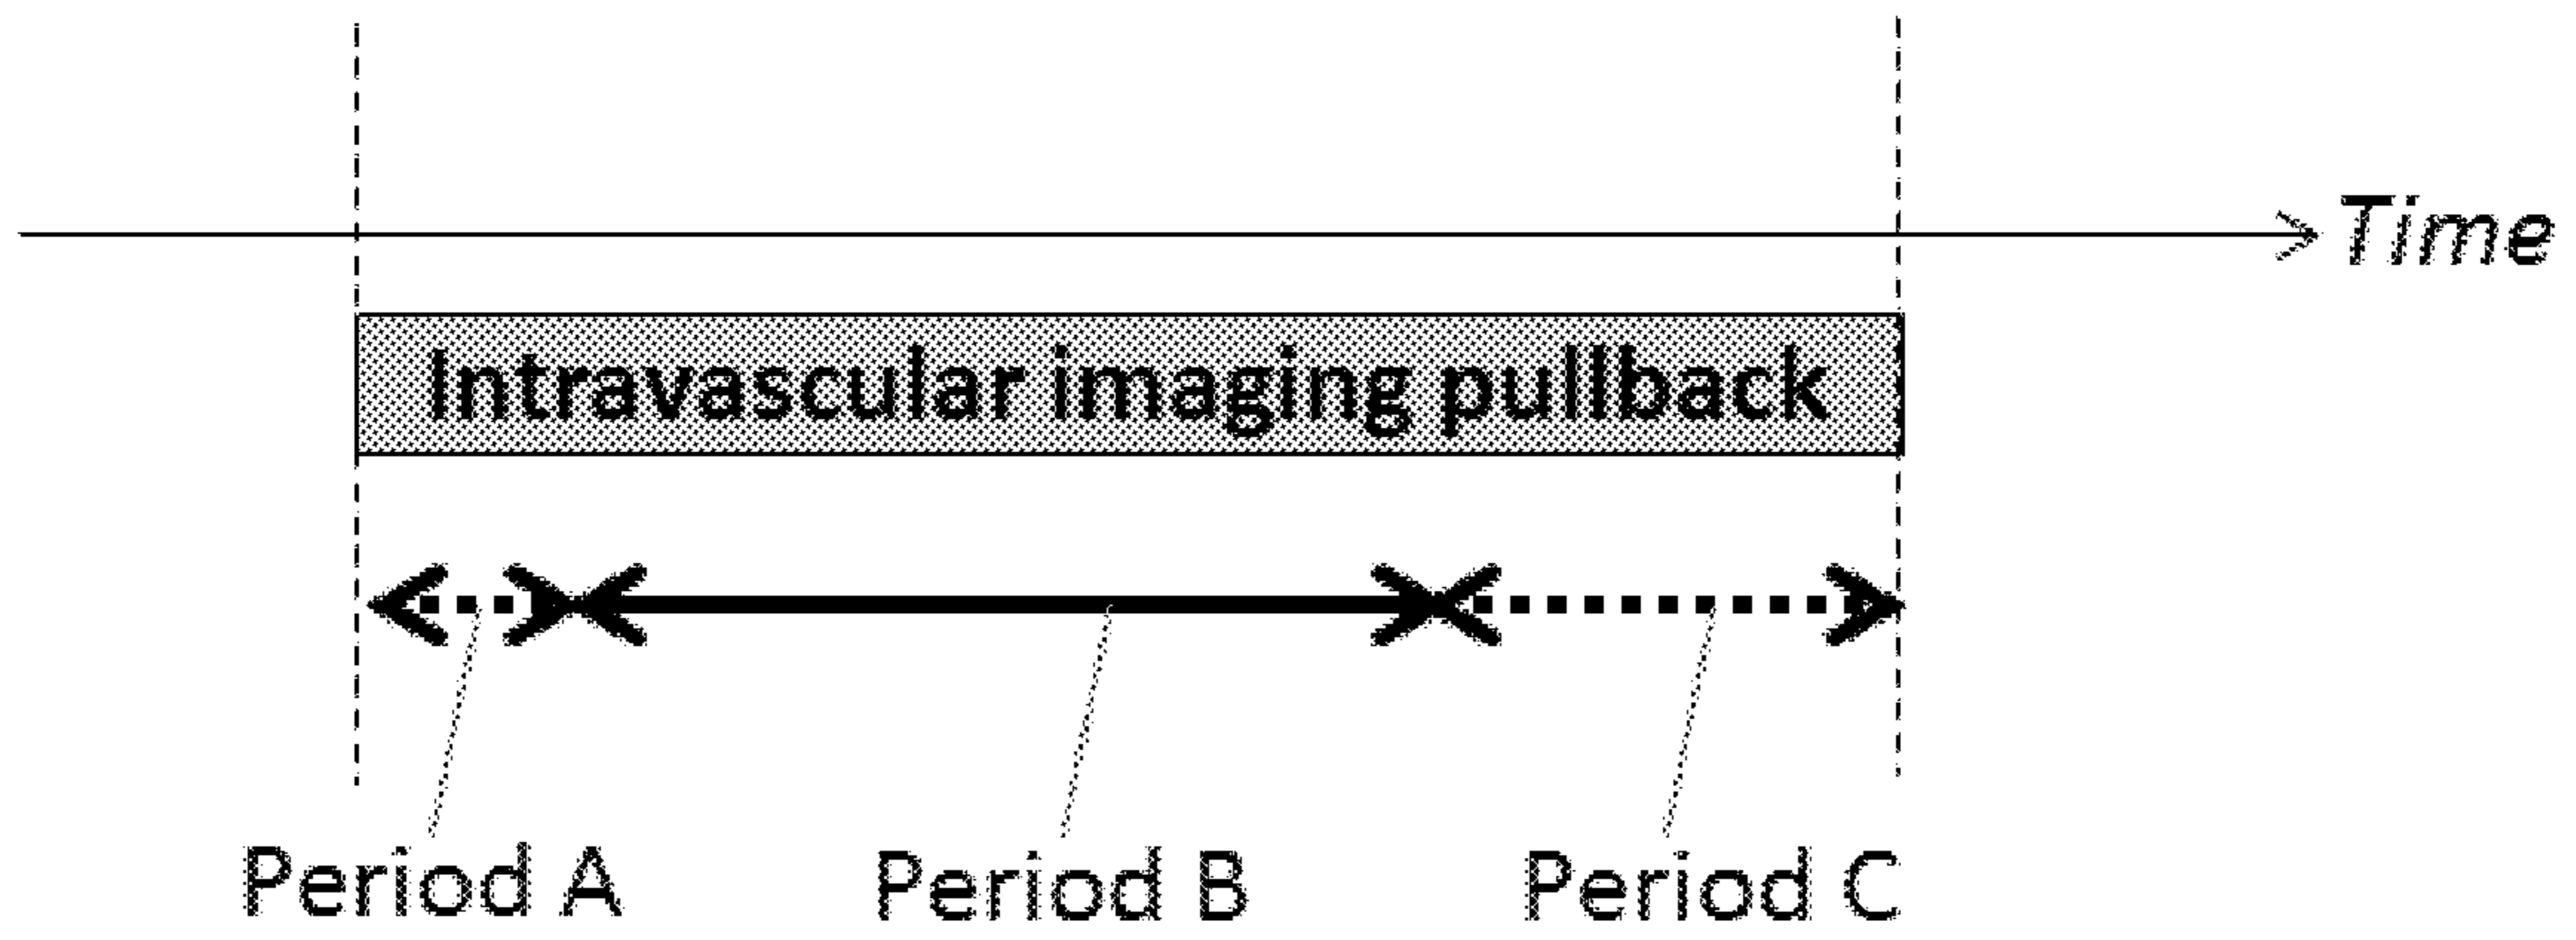 Time
Intravascular imaging pullback
Period A
Period B
Period C